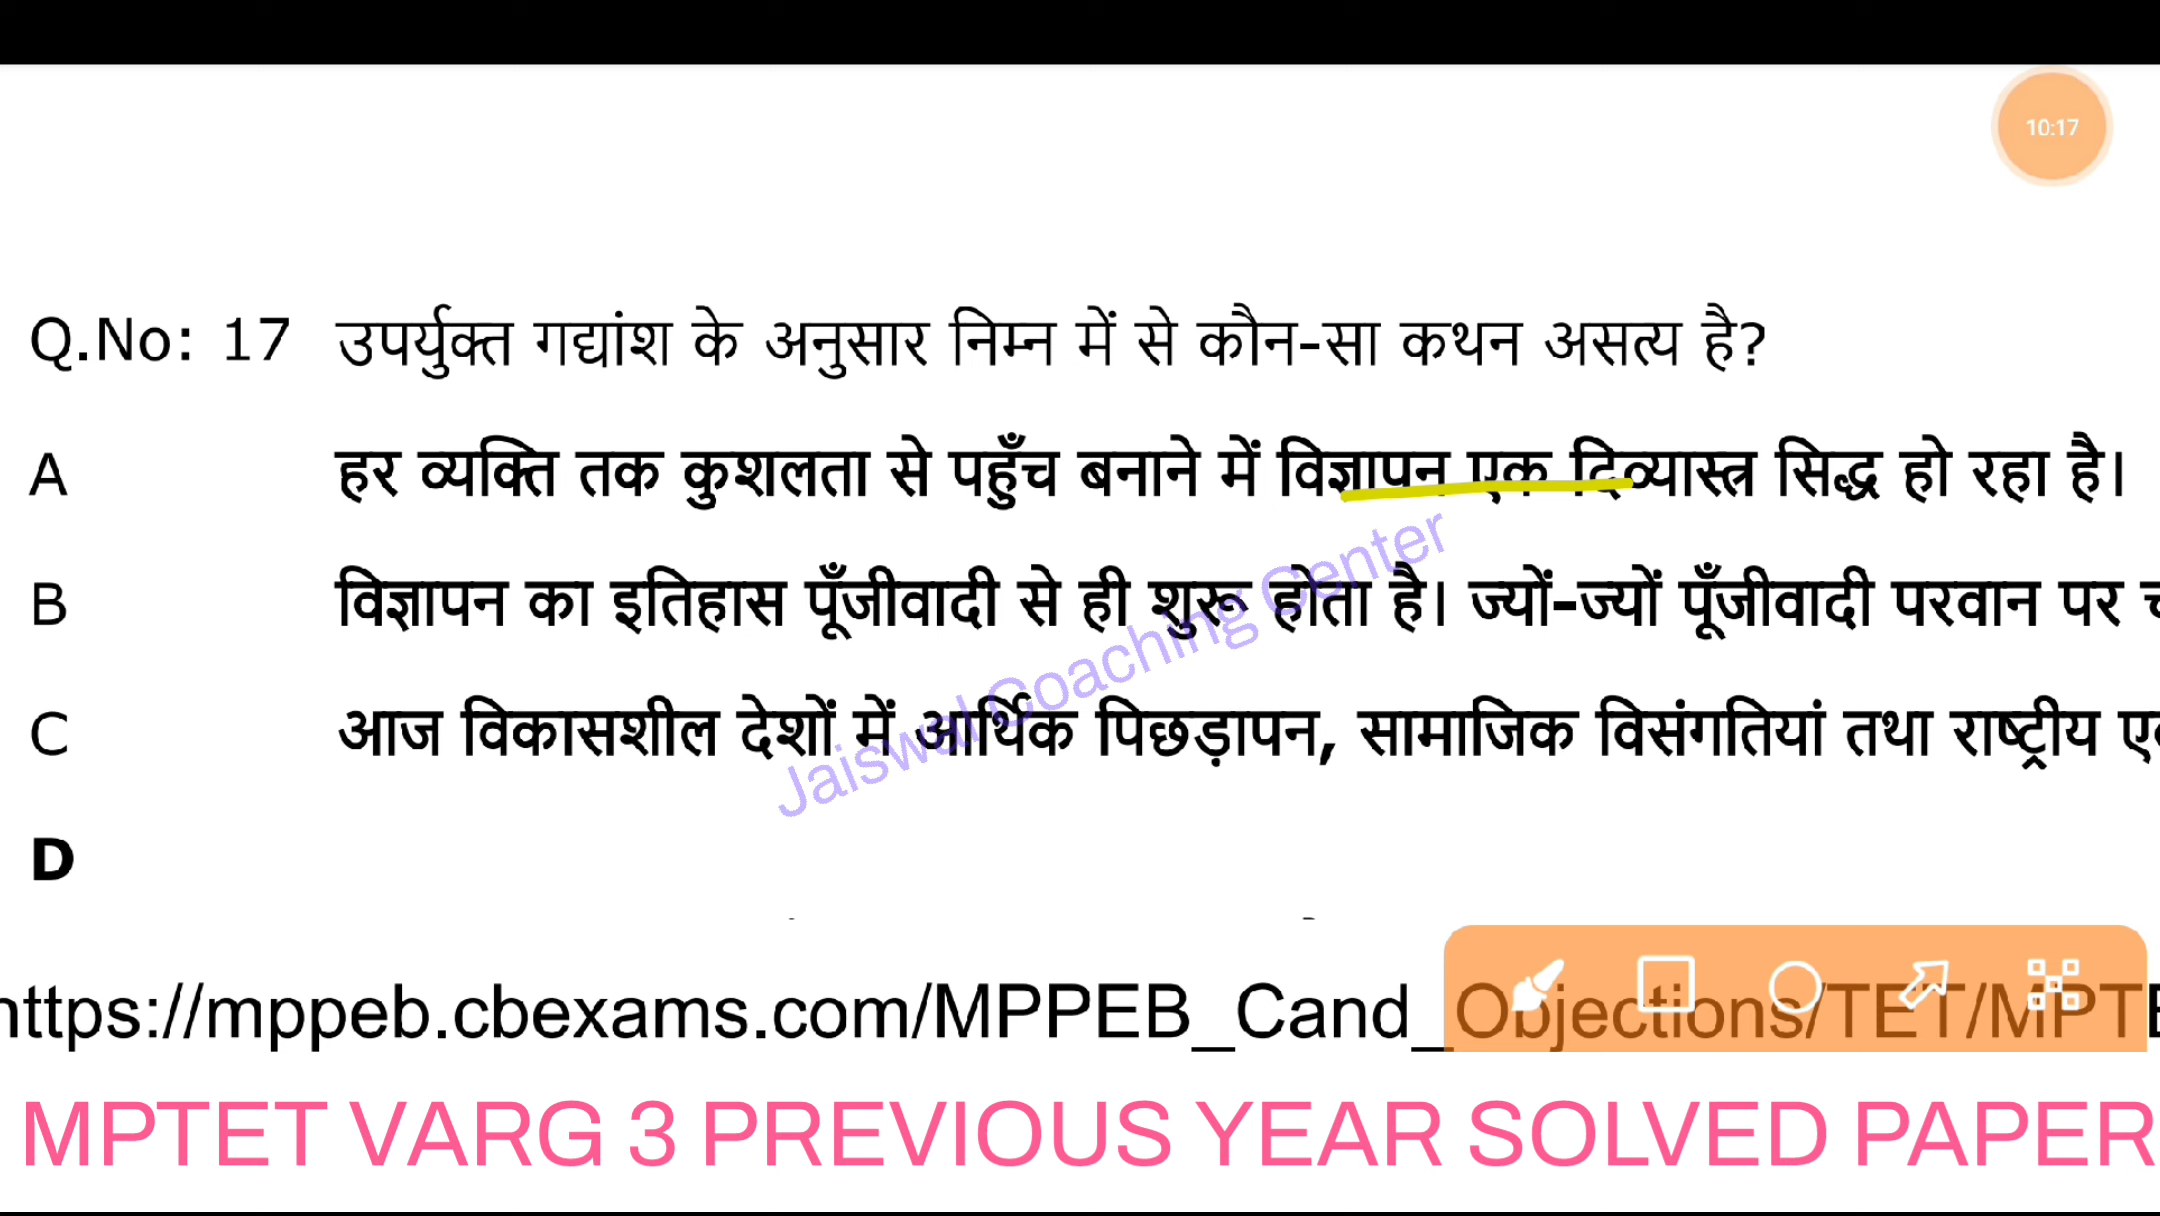 10:17
Q.No: 17 उपर्युक्त गद्यांश के अनुसार निम्न में से कौन-सा कथन असत्य है?
A हर व्यक्ति तक कुशलता से पहुँच बनाने में विज्ञापन एक दिव्यास्त्र सिद्ध हो रहा है।
B विज्ञापन का इतिहास पूँजीवादी से ही शुरू होता है। ज्यों-ज्यों पूँजीवादी परवान पर
C आज विकासशील देशों में आर्थिक पिछड़ापन, सामाजिक विसंगतियां तथा राष्ट्रीय
Jaiswal Coaching Center
D
https://mppeb.cbexams.com/MPPEB_Cand_Objections/TET/MPTE
MPTET VARG 3 PREVIOUS YEAR SOLVED PAPER